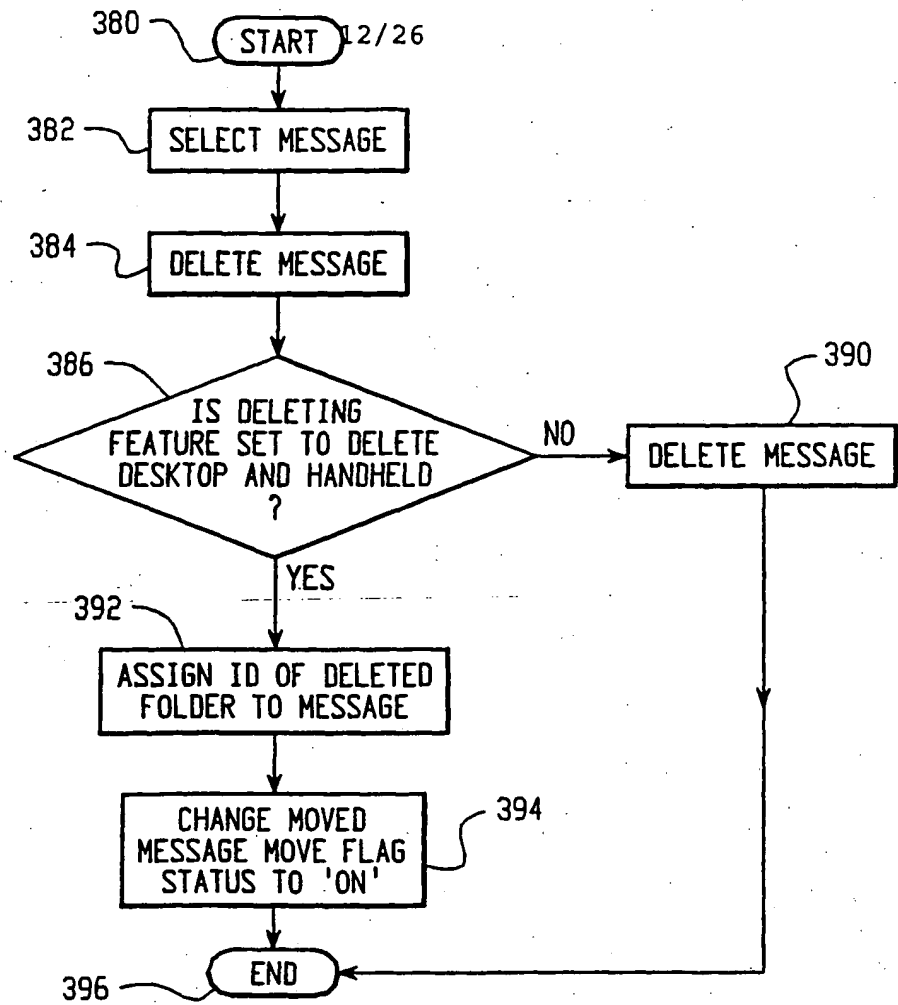 380
START 12/26
382
SELECT MESSAGE
384
DELETE MESSAGE
386
IS DELETING
FEATURE SET TO DELETE
DESKTOP AND HANDHELD
?
NO
390
DELETE MESSAGE
YES
392
ASSIGN ID OF DELETED
FOLDER TO MESSAGE
CHANGE MOVED
MESSAGE MOVE FLAG
STATUS TO 'ON'
394
END
396